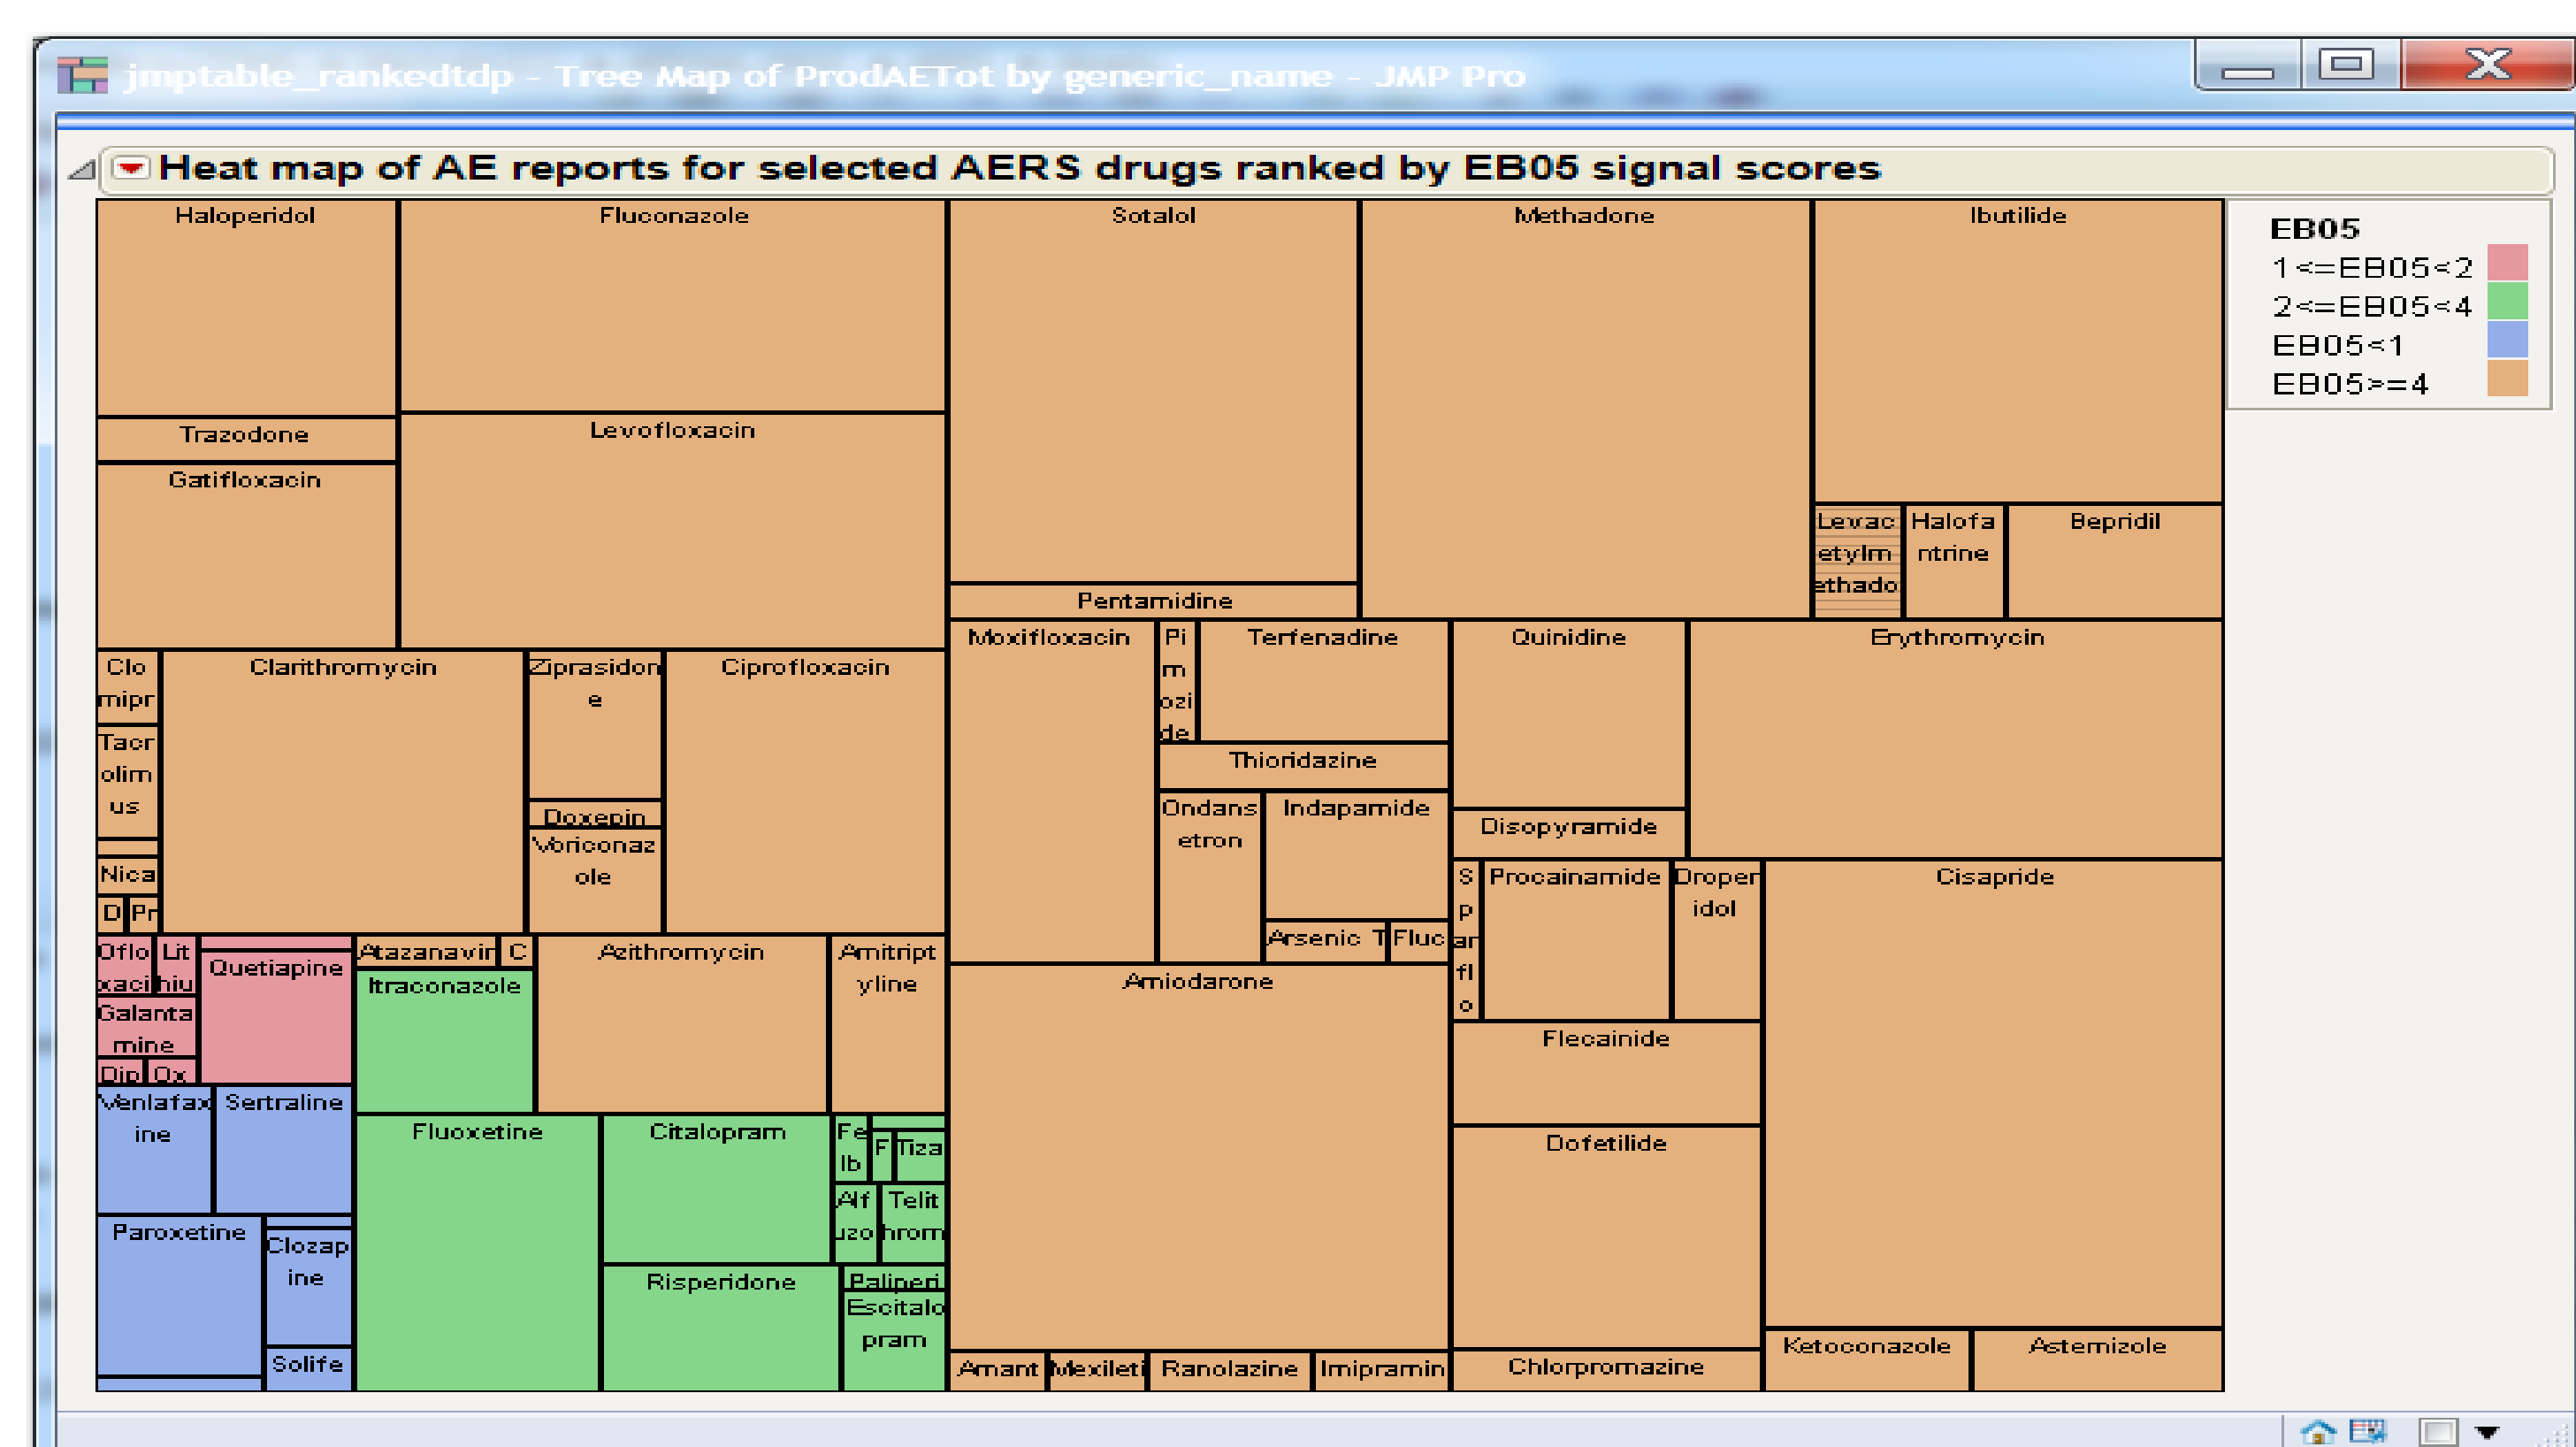 jmptable_rankedtdp - Tree Map of ProdAETot by generic_name - JMP Pro
Heat map of AE reports for selected AERS drugs ranked by EB05 signal scores
EB05
1<=EB05<2
2<=EB05<4
EB05<1
EB05>=4
Haloperidol
Fluconazole
Sotalol
Methadone
Ibutilide
Trazodone
Levofloxacin
Gatifloxacin
Levac
etylm
ethado
Halofa
ntrine
Bepridil
Pentamidine
Moxifloxacin
Pi
m
ozi
de
Terfenadine
Quinidine
Erythromycin
Clo
mipr
Clarithromycin
Ziprasidon
e
Ciprofloxacin
Tacr
olim
us
Thioridazine
Doxepin
Voriconaz
ole
Ondans
etron
Indapamide
Disopyramide
Nica
D
Pr
S
p
ar
fl
o
Procainamide
Droper
idol
Cisapride
Arsenic T
Fluc
Oflo
xaci
Lit
hiu
Quetiapine
Atazanavir
C
Azithromycin
Amitript
yline
Itraconazole
Amiodarone
Galanta
mine
Dip
Ox
Flecainide
Venlafax
ine
Sertraline
Fluoxetine
Citalopram
Fe
lb
F
Tiza
Dofetilide
Alf
uzo
Telit
hrom
Paroxetine
Clozap
ine
Risperidone
Paliperi
Escitalo
pram
Solife
Amant
Mexileti
Ranolazine
Imipramin
Chlorpromazine
Ketoconazole
Astemizole